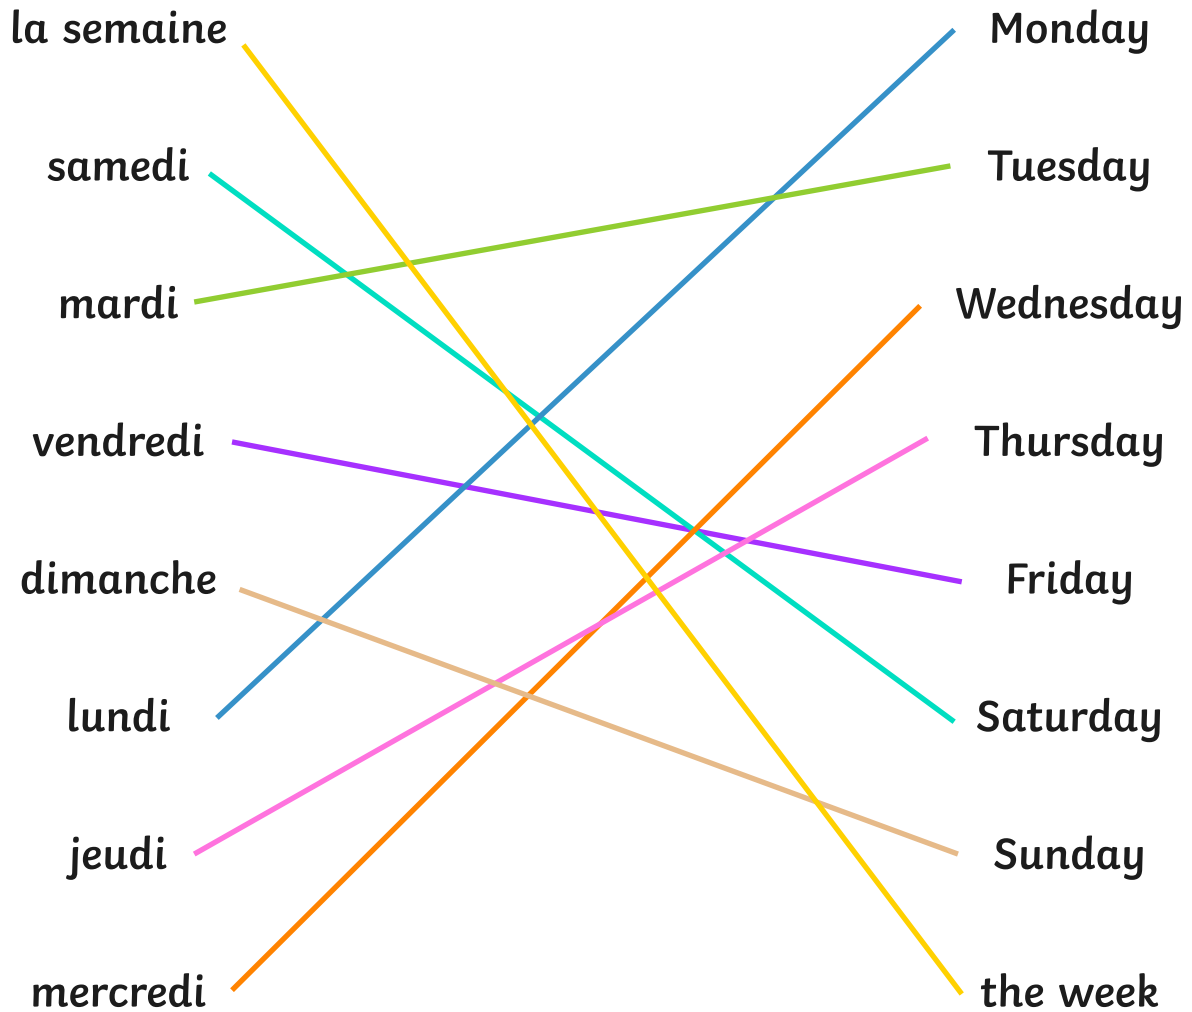 la semaine
Monday
samedi
Tuesday
mardi
Wednesday
vendredi
Thursday
dimanche
Friday
lundi
Saturday
jeudi
Sunday
mercredi
the week